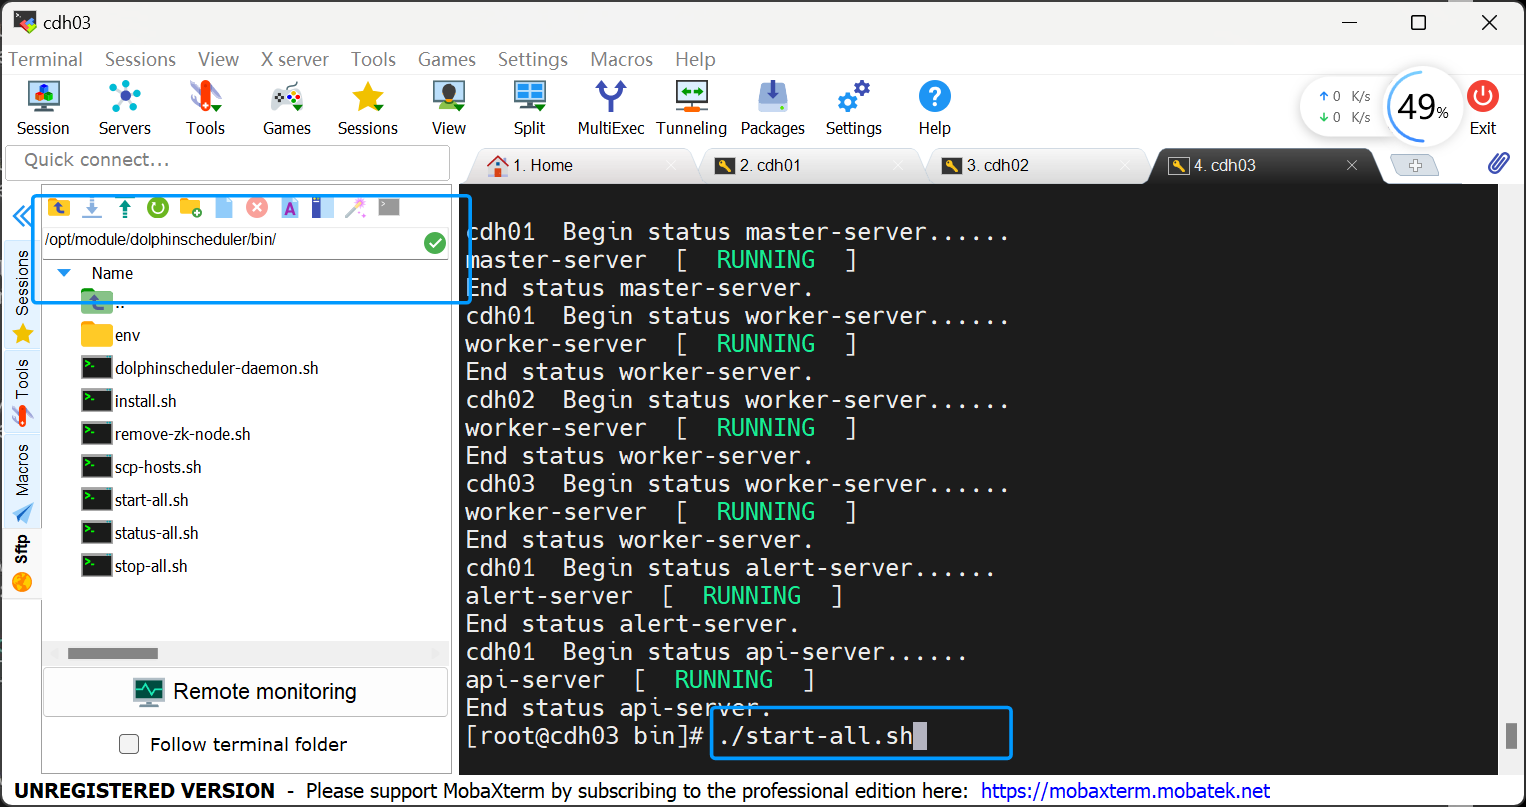 cdh03
Terminal Sessions View X server Tools Games Settings Macros Help
Session Servers Tools Games Sessions View Split MultiExec Tunneling Packages Settings Help
0 K/s
0 K/s
49%
Exit
Quick connect...
1. Home
2. cdh01
3. cdh02
4. cdh03
Sessions
Tools
Macros
Sftp
/opt/module/dolphinscheduler/bin/
Name
..
env
dolphinscheduler-daemon.sh
install.sh
remove-zk-node.sh
scp-hosts.sh
start-all.sh
status-all.sh
stop-all.sh
Remote monitoring
Follow terminal folder
cdh01  Begin status master-server......
master-server  [  RUNNING  ]
End status master-server.
cdh01  Begin status worker-server......
worker-server  [  RUNNING  ]
End status worker-server.
cdh02  Begin status worker-server......
worker-server  [  RUNNING  ]
End status worker-server.
cdh03  Begin status worker-server......
worker-server  [  RUNNING  ]
End status worker-server.
cdh01  Begin status alert-server......
alert-server  [  RUNNING  ]
End status alert-server.
cdh01  Begin status api-server......
api-server  [  RUNNING  ]
End status api-server.
[root@cdh03 bin]# ./start-all.sh
UNREGISTERED VERSION - Please support MobaXterm by subscribing to the professional edition here: https://mobaxterm.mobatek.net